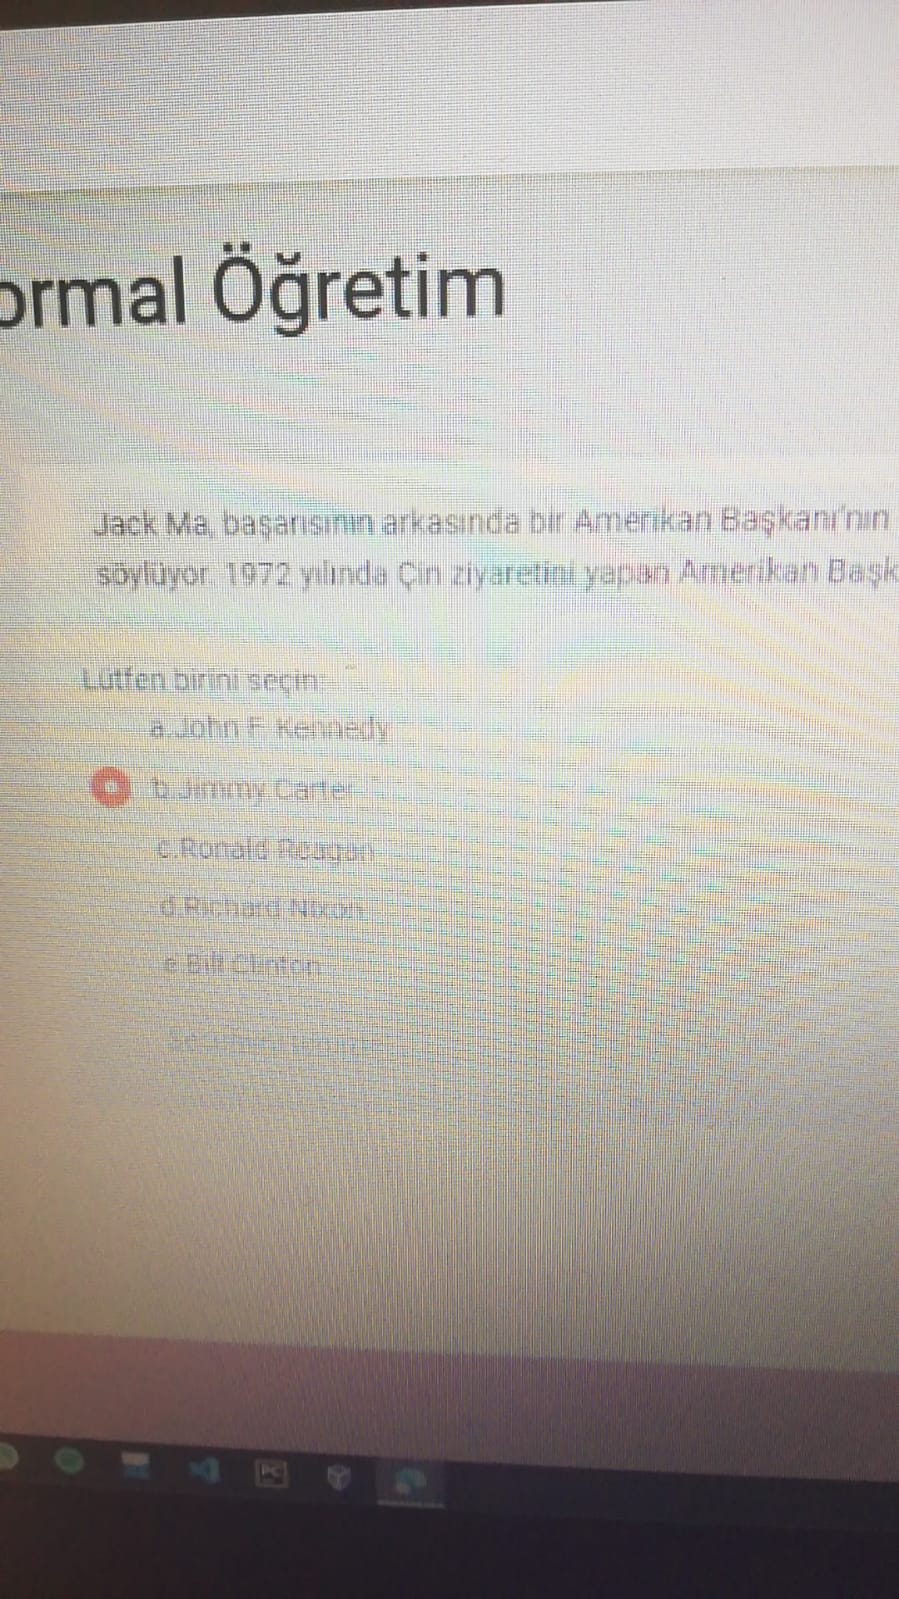 ormal Öğretim
Jack Ma, başarısının arkasında bir Amerikan Başkanı'nın
söylüyor. 1972 yılında Çin ziyaretini yapan Amerikan Başk
Lütfen birini seçin:
a.John F Kennedy
b.Jimmy Carter
c.Ronald Reagan
d.Richard Nixon
e.Bill Clinton
PC